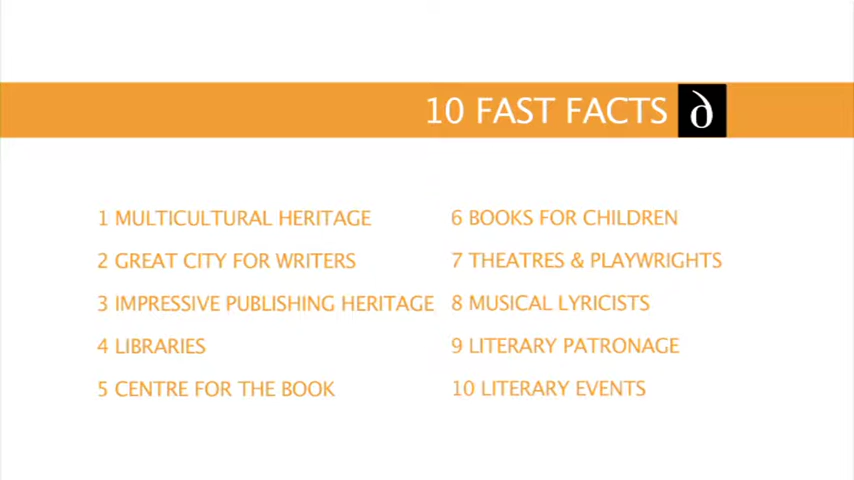 10 FAST FACTS
1 MULTICULTURAL HERITAGE
2 GREAT CITY FOR WRITERS
3 IMPRESSIVE PUBLISHING HERITAGE
4 LIBRARIES
5 CENTRE FOR THE BOOK
6 BOOKS FOR CHILDREN
7 THEATRES & PLAYWRIGHTS
8 MUSICAL LYRICISTS
9 LITERARY PATRONAGE
10 LITERARY EVENTS